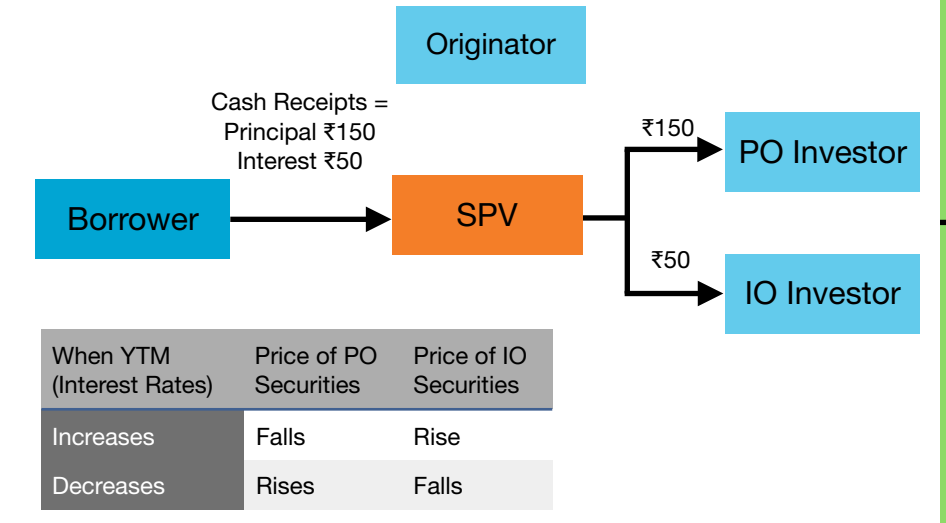 Originator
Cash Receipts =
Principal ₹150
Interest ₹50
₹150
PO Investor
Borrower
SPV
₹50
IO Investor
When YTM
(Interest Rates)
Price of PO
Securities
Price of IO
Securities
Increases
Falls
Rise
Decreases
Rises
Falls